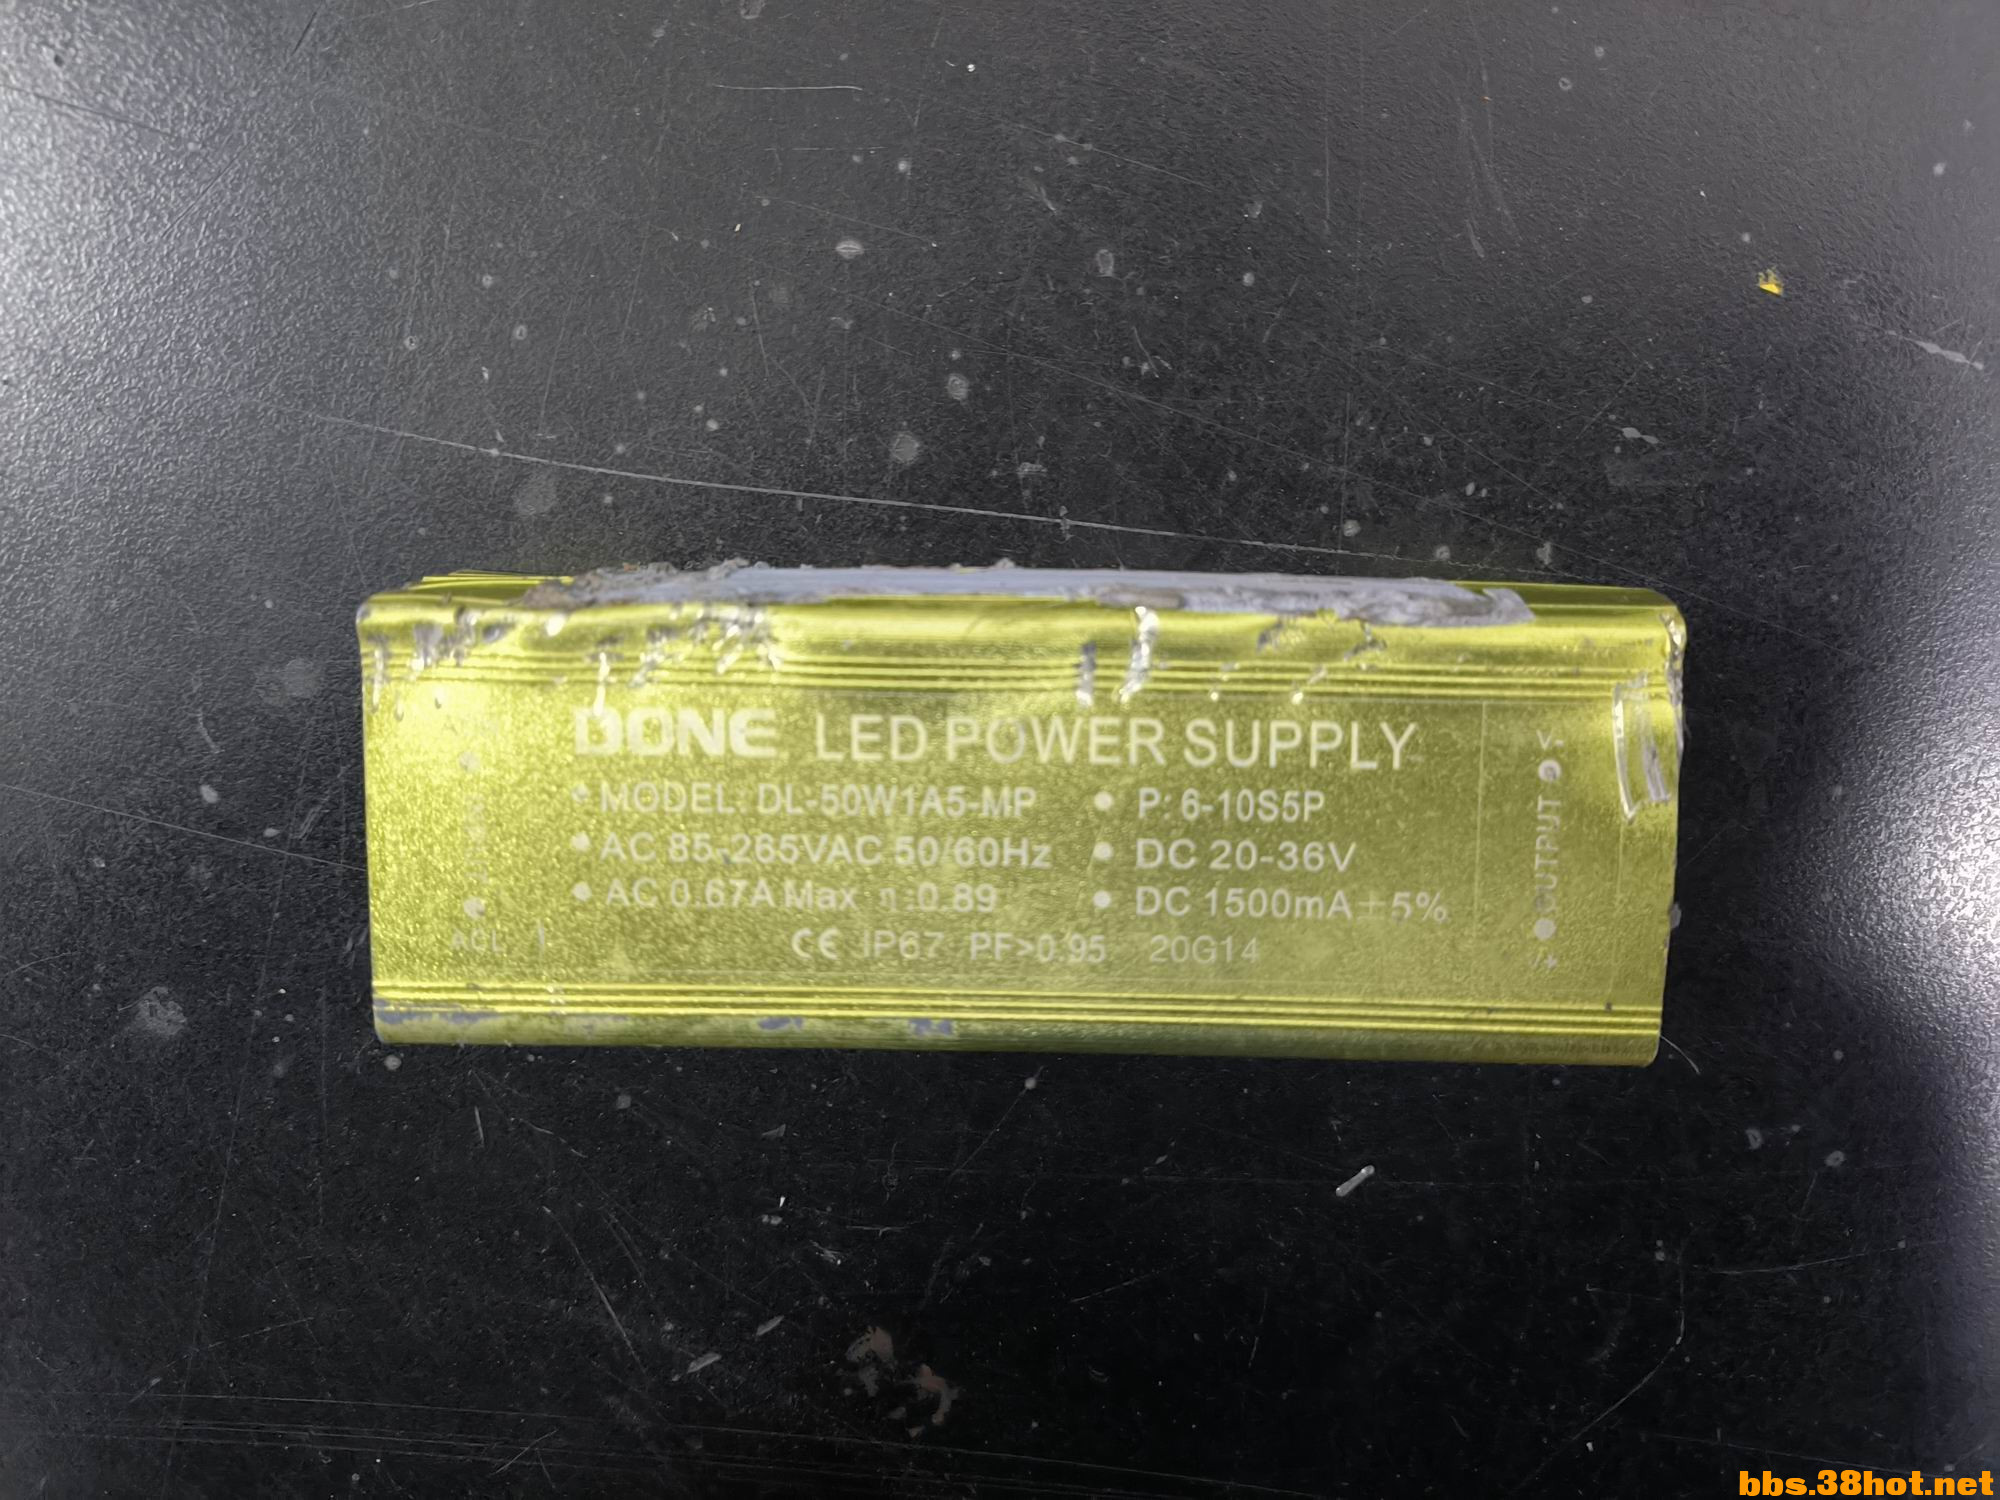 DONE LED POWER SUPPLY
• MODEL: DL-50W1A5-MP • P: 6-10S5P
• AC 85-265VAC 50/60Hz • DC 20-36V
• AC 0.67A Max η:0.89 • DC 1500mA±5%
CE IP67 PF>0.95 20G14
ACL
OUTPUT
V+
V-
bbs.38hot.net